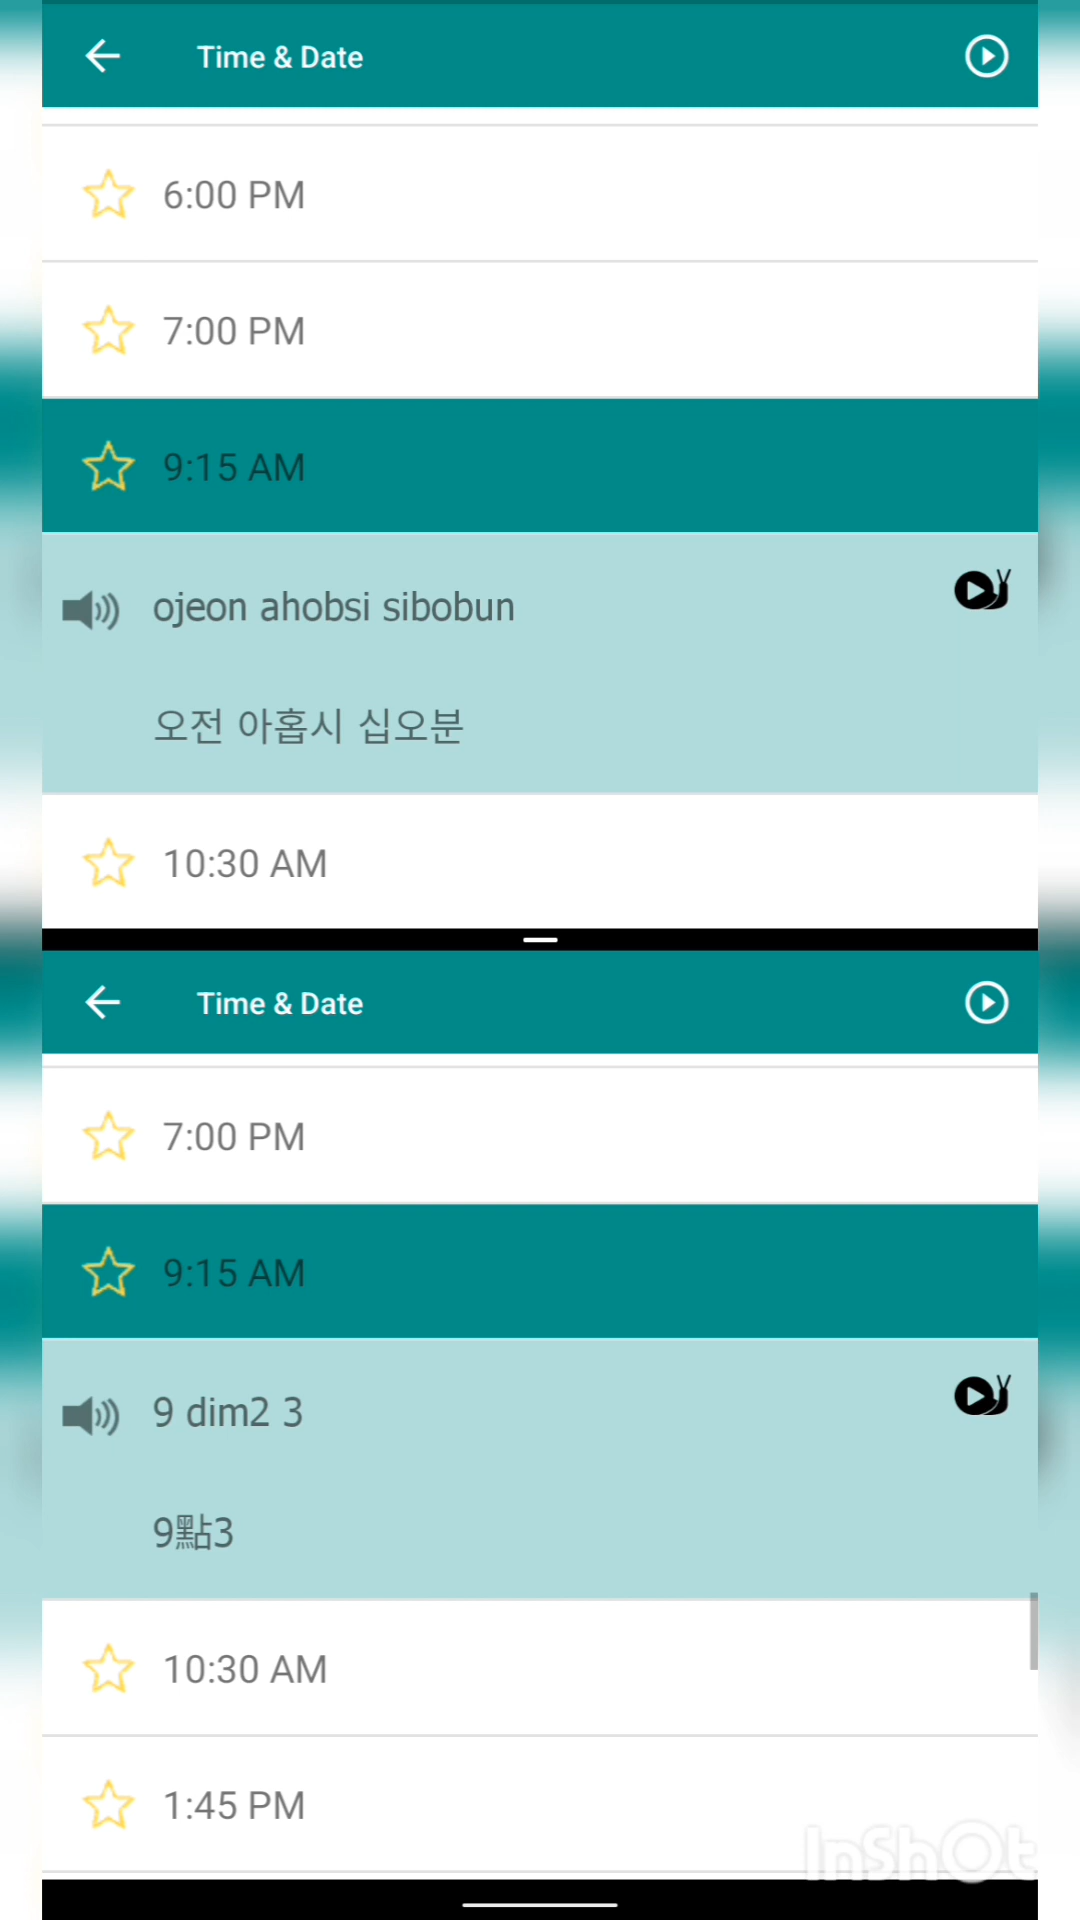 Time & Date
6:00 PM
7:00 PM
9:15 AM
ojeon ahobsi sibobun
오전 아홉시 십오분
10:30 AM
Time & Date
7:00 PM
9:15 AM
9 dim2 3
9點3
10:30 AM
1:45 PM
InShOt